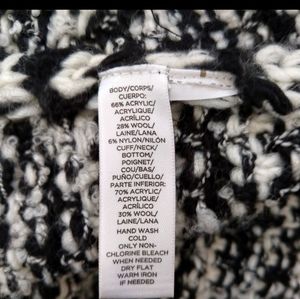 BODY/CORPS/
CUERPO:
66% ACRYLIC/
ACRYLIQUE/
ACRÍLICO
28% WOOL/
LAINE/LANA
6% NYLON/NILÓN
CUFF/NECK/
BOTTOM/
POIGNET/
COU/BAS/
PUÑO/CUELLO/
PARTE INFERIOR:
70% ACRYLIC/
ACRYLIQUE/
ACRÍLICO
30% WOOL/
LAINE/LANA
HAND WASH
COLD
ONLY NON-
CHLORINE BLEACH
WHEN NEEDED
DRY FLAT
WARM IRON
IF NEEDED